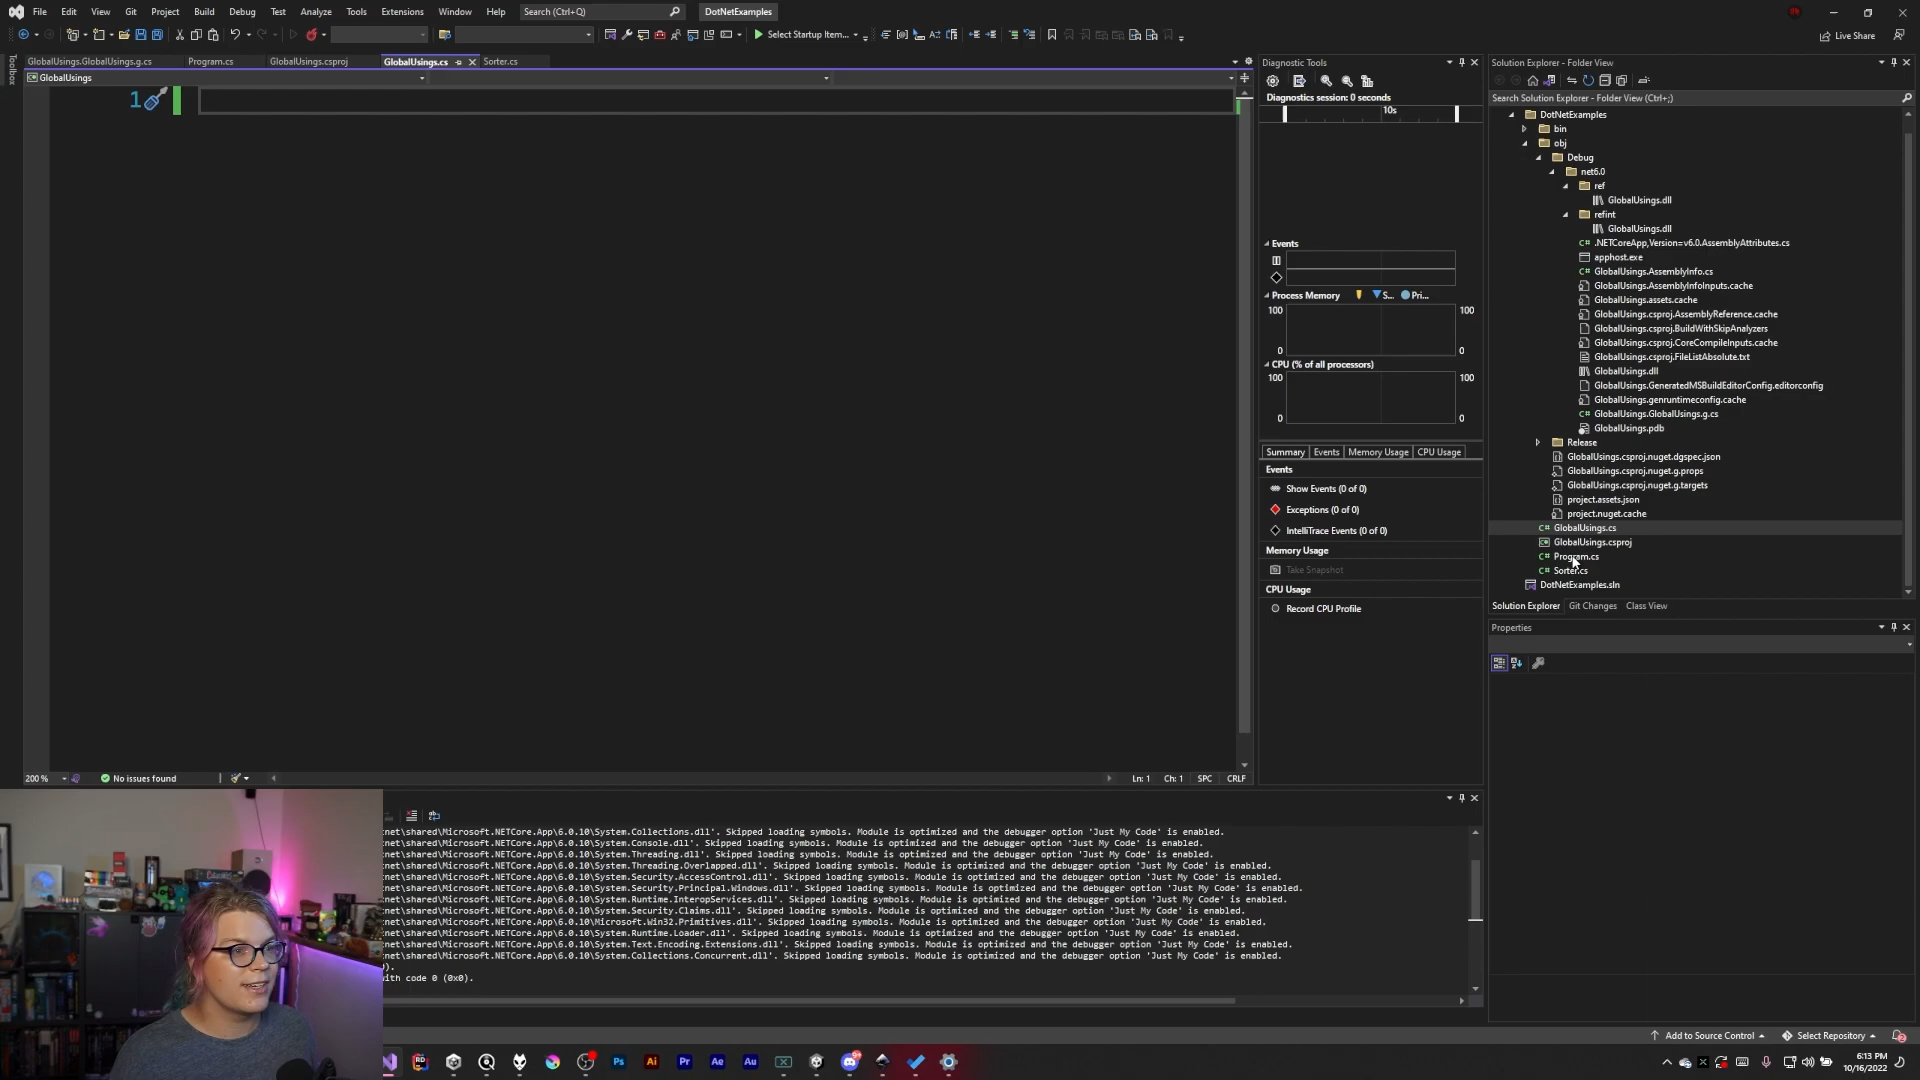 File Edit View Git Project Build Debug Test Analyze Tools Extensions Window Help Search (Ctrl+Q) DotNetExamples
Select Startup Item... Live Share
GlobalUsings.GlobalUsings.g.cs Program.cs GlobalUsings.csproj GlobalUsings.cs Sorter.cs
Toolbox
GlobalUsings
1
200 % No issues found Ln: 1 Ch: 1 SPC CRLF
Diagnostic Tools
Diagnostics session: 0 seconds
10s
Events
Process Memory S... Pri...
100 100
0 0
CPU (% of all processors)
100 100
0 0
Summary Events Memory Usage CPU Usage
Events
Show Events (0 of 0)
Exceptions (0 of 0)
IntelliTrace Events (0 of 0)
Memory Usage
Take Snapshot
CPU Usage
Record CPU Profile
Solution Explorer - Folder View
Search Solution Explorer - Folder View (Ctrl+;)
DotNetExamples
bin
obj
Debug
net6.0
ref
GlobalUsings.dll
refint
GlobalUsings.dll
.NETCoreApp,Version=v6.0.AssemblyAttributes.cs
apphost.exe
GlobalUsings.AssemblyInfo.cs
GlobalUsings.AssemblyInfoInputs.cache
GlobalUsings.assets.cache
GlobalUsings.csproj.AssemblyReference.cache
GlobalUsings.csproj.BuildWithSkipAnalyzers
GlobalUsings.csproj.CoreCompileInputs.cache
GlobalUsings.csproj.FileListAbsolute.txt
GlobalUsings.dll
GlobalUsings.GeneratedMSBuildEditorConfig.editorconfig
GlobalUsings.genruntimeconfig.cache
GlobalUsings.GlobalUsings.g.cs
GlobalUsings.pdb
Release
GlobalUsings.csproj.nuget.dgspec.json
GlobalUsings.csproj.nuget.g.props
GlobalUsings.csproj.nuget.g.targets
project.assets.json
project.nuget.cache
GlobalUsings.cs
GlobalUsings.csproj
Program.cs
Sorter.cs
DotNetExamples.sln
Solution Explorer Git Changes Class View
Properties
net\shared\Microsoft.NETCore.App\6.0.10\System.Collections.dll'. Skipped loading symbols. Module is optimized and the debugger option 'Just My Code' is enabled.
net\shared\Microsoft.NETCore.App\6.0.10\System.Console.dll'. Skipped loading symbols. Module is optimized and the debugger option 'Just My Code' is enabled.
net\shared\Microsoft.NETCore.App\6.0.10\System.Threading.dll'. Skipped loading symbols. Module is optimized and the debugger option 'Just My Code' is enabled.
net\shared\Microsoft.NETCore.App\6.0.10\System.Threading.Overlapped.dll'. Skipped loading symbols. Module is optimized and the debugger option 'Just My Code' is enabled.
net\shared\Microsoft.NETCore.App\6.0.10\System.Security.AccessControl.dll'. Skipped loading symbols. Module is optimized and the debugger option 'Just My Code' is enabled.
net\shared\Microsoft.NETCore.App\6.0.10\System.Security.Principal.Windows.dll'. Skipped loading symbols. Module is optimized and the debugger option 'Just My Code' is enabled.
net\shared\Microsoft.NETCore.App\6.0.10\System.Runtime.InteropServices.dll'. Skipped loading symbols. Module is optimized and the debugger option 'Just My Code' is enabled.
net\shared\Microsoft.NETCore.App\6.0.10\System.Security.Claims.dll'. Skipped loading symbols. Module is optimized and the debugger option 'Just My Code' is enabled.
net\shared\Microsoft.NETCore.App\6.0.10\Microsoft.Win32.Primitives.dll'. Skipped loading symbols. Module is optimized and the debugger option 'Just My Code' is enabled.
net\shared\Microsoft.NETCore.App\6.0.10\System.Runtime.Loader.dll'. Skipped loading symbols. Module is optimized and the debugger option 'Just My Code' is enabled.
net\shared\Microsoft.NETCore.App\6.0.10\System.Text.Encoding.Extensions.dll'. Skipped loading symbols. Module is optimized and the debugger option 'Just My Code' is enabled.
net\shared\Microsoft.NETCore.App\6.0.10\System.Collections.Concurrent.dll'. Skipped loading symbols. Module is optimized and the debugger option 'Just My Code' is enabled.
).
with code 0 (0x0).
Add to Source Control Select Repository
RD Ps Ai Pr Ae Au
6:13 PM
10/16/2022